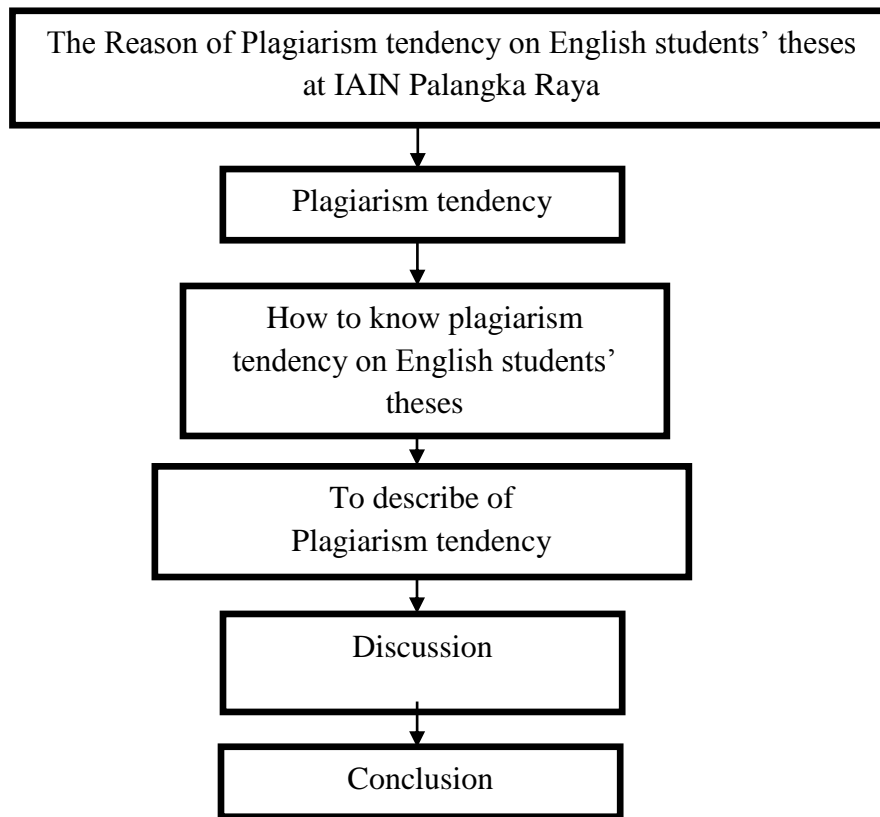 The Reason of Plagiarism tendency on English students’ theses
at IAIN Palangka Raya
Plagiarism tendency
How to know plagiarism
tendency on English students’
theses
To describe of
Plagiarism tendency
Discussion
Conclusion